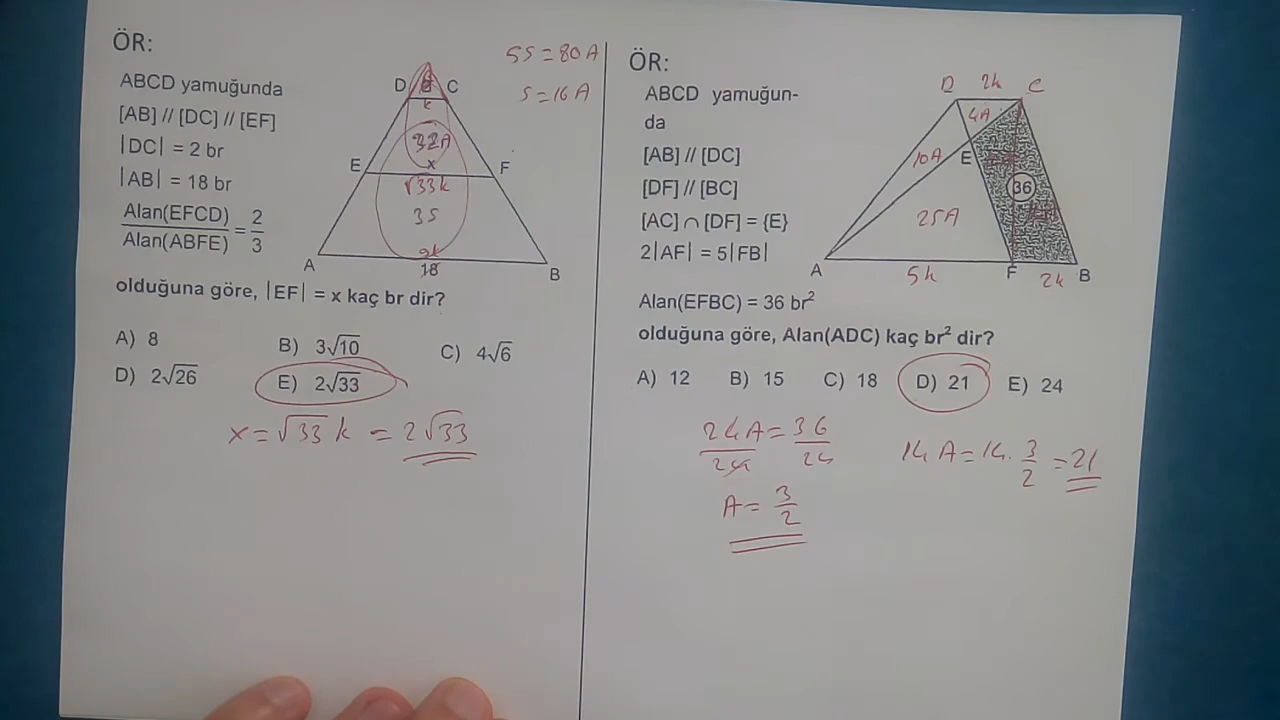 ÖR:
ABCD yamuğunda
[AB] // [DC] // [EF]
|DC| = 2 br
|AB| = 18 br
Alan(EFCD)
Alan(ABFE)
= 2
3
olduğuna göre, |EF| = x kaç br dir?
A) 8
B) 3√10
C) 4√6
D) 2√26
E) 2√33
x = √33 k = 2√33
5S = 80A
S = 16A
D
C
k
32A
E
x
F
√33k
3S
9k
A
18
B
ÖR:
ABCD yamuğun-
da
[AB] // [DC]
[DF] // [BC]
[AC] ∩ [DF] = {E}
2|AF| = 5|FB|
Alan(EFBC) = 36 br²
olduğuna göre, Alan(ADC) kaç br² dir?
A) 12
B) 15
C) 18
D) 21
E) 24
D
2k
C
4A
10A
E
36
25A
A
5k
F
2k
B
24A = 36
24 24
A = 3
2
14A = 14. 3
2
= 21